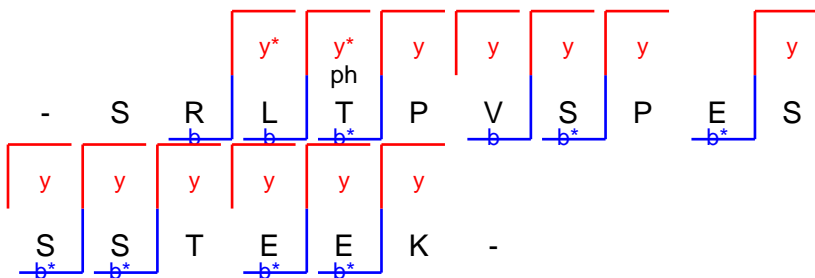 y* y* y y y y y
ph
- S R L T P V S P E S
b b b* b b* b*
y y y y y y
S S T E E K -
b* b* b* b*